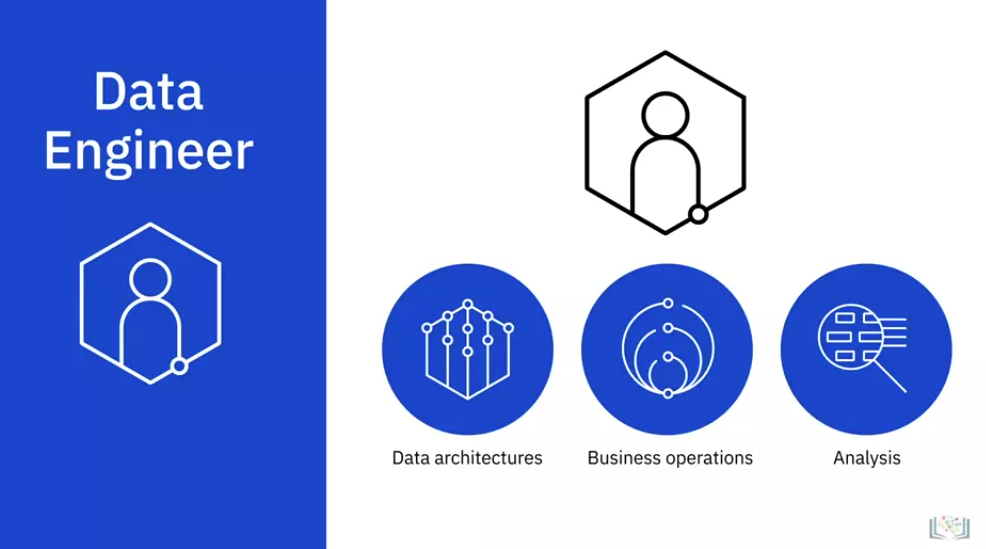 Data
Engineer
Data architectures
Business operations
Analysis